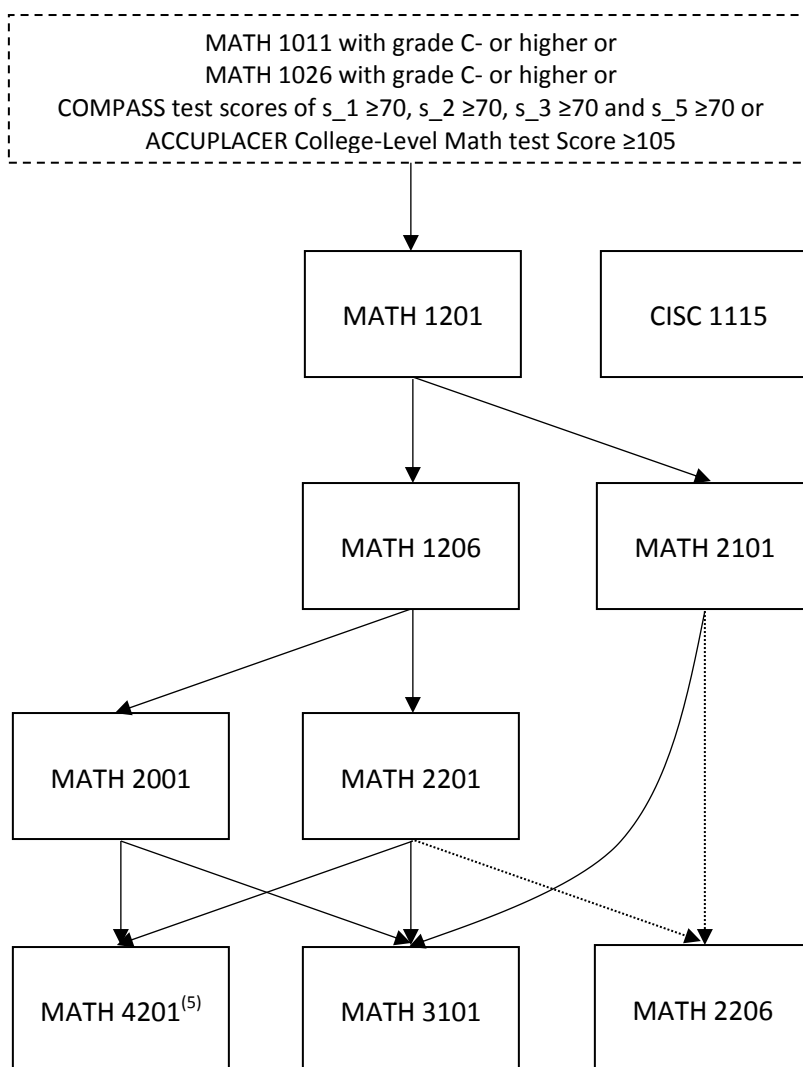 MATH 1011 with grade C- or higher or
MATH 1026 with grade C- or higher or
COMPASS test scores of s_1 ≥70, s_2 ≥70, s_3 ≥70 and s_5 ≥70 or
ACCUPLACER College-Level Math test Score ≥105
MATH 1201
CISC 1115
MATH 1206
MATH 2101
MATH 2001
MATH 2201
MATH 4201(5)
MATH 3101
MATH 2206